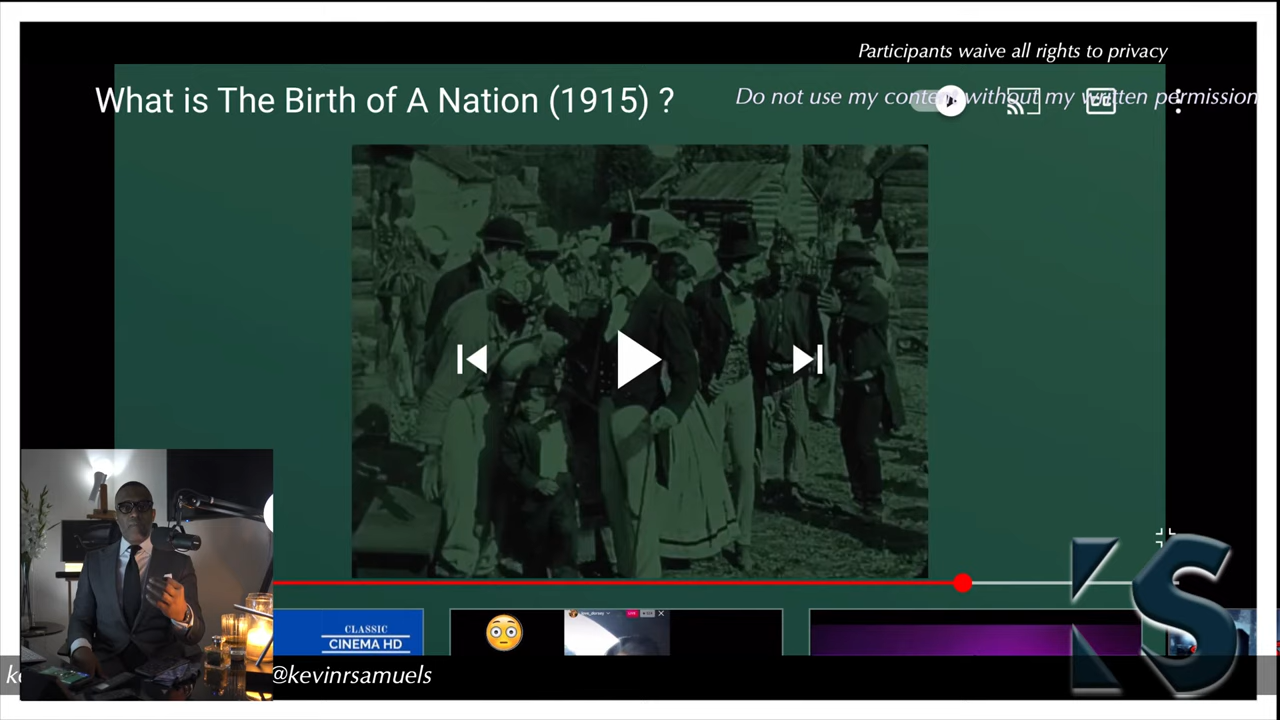 Participants waive all rights to privacy
What is The Birth of A Nation (1915) ?
Do not use my content without my written permission
CLASSIC
CINEMA HD
@kevinrsamuels
KS